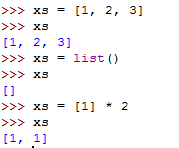 >>> xs = [1, 2, 3]
>>> xs
[1, 2, 3]
>>> xs = list()
>>> xs
[]
>>> xs = [1] * 2
>>> xs
[1, 1]